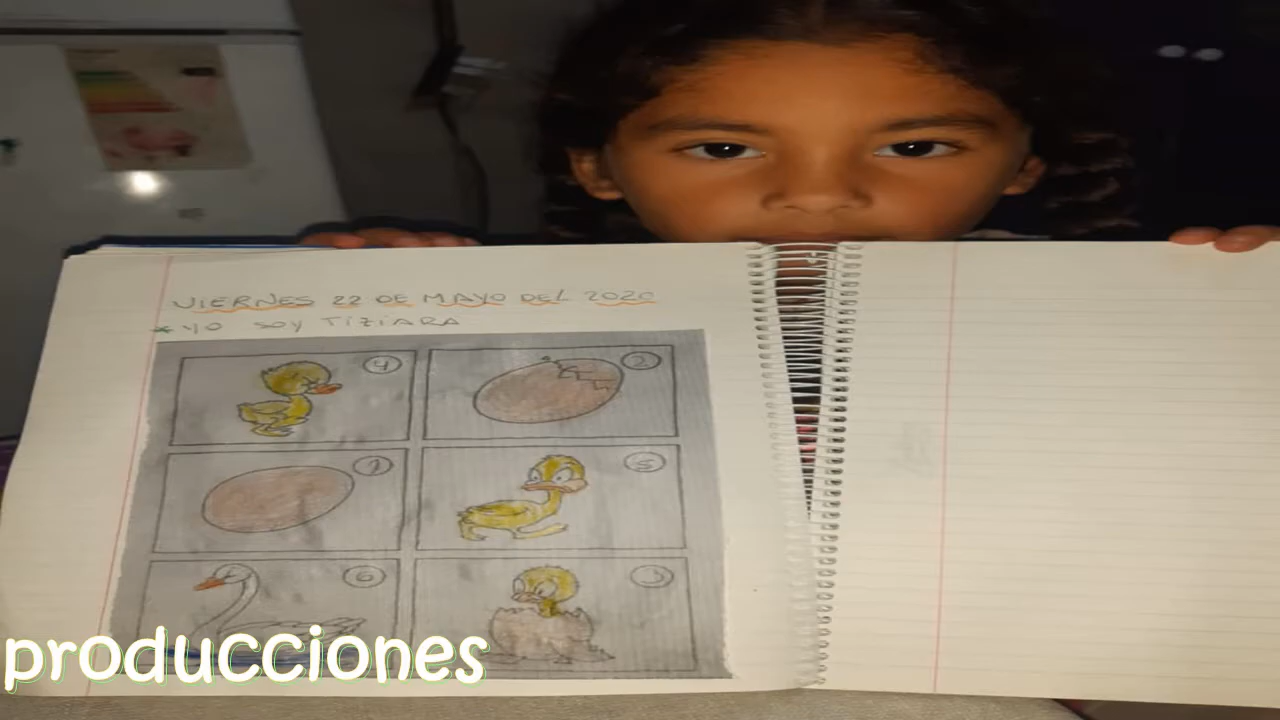 VIERNES 22 DE MAYO DEL 2020
* YO SOY TIZIARA
4 2
1 5
6 3
producciones